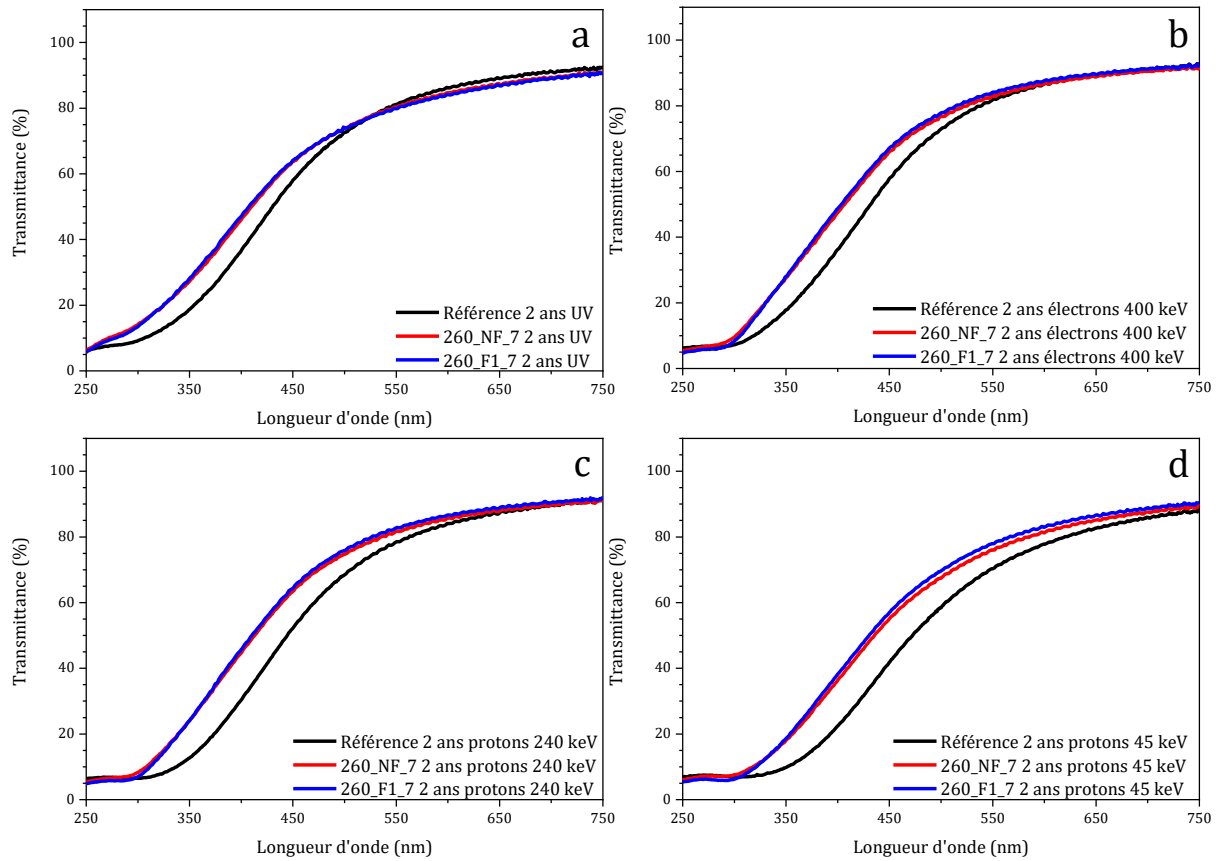 a
100
80
60
40
20
0
Transmittance (%)
Référence 2 ans UV
260_NF_7 2 ans UV
260_F1_7 2 ans UV
250 350 450 550 650 750
Longueur d'onde (nm)
b
100
80
60
40
20
0
Transmittance (%)
Référence 2 ans électrons 400 keV
260_NF_7 2 ans électrons 400 keV
260_F1_7 2 ans électrons 400 keV
250 350 450 550 650 750
Longueur d'onde (nm)
c
100
80
60
40
20
0
Transmittance (%)
Référence 2 ans protons 240 keV
260_NF_7 2 ans protons 240 keV
260_F1_7 2 ans protons 240 keV
250 350 450 550 650 750
Longueur d'onde (nm)
d
100
80
60
40
20
0
Transmittance (%)
Référence 2 ans protons 45 keV
260_NF_7 2 ans protons 45 keV
260_F1_7 2 ans protons 45 keV
250 350 450 550 650 750
Longueur d'onde (nm)